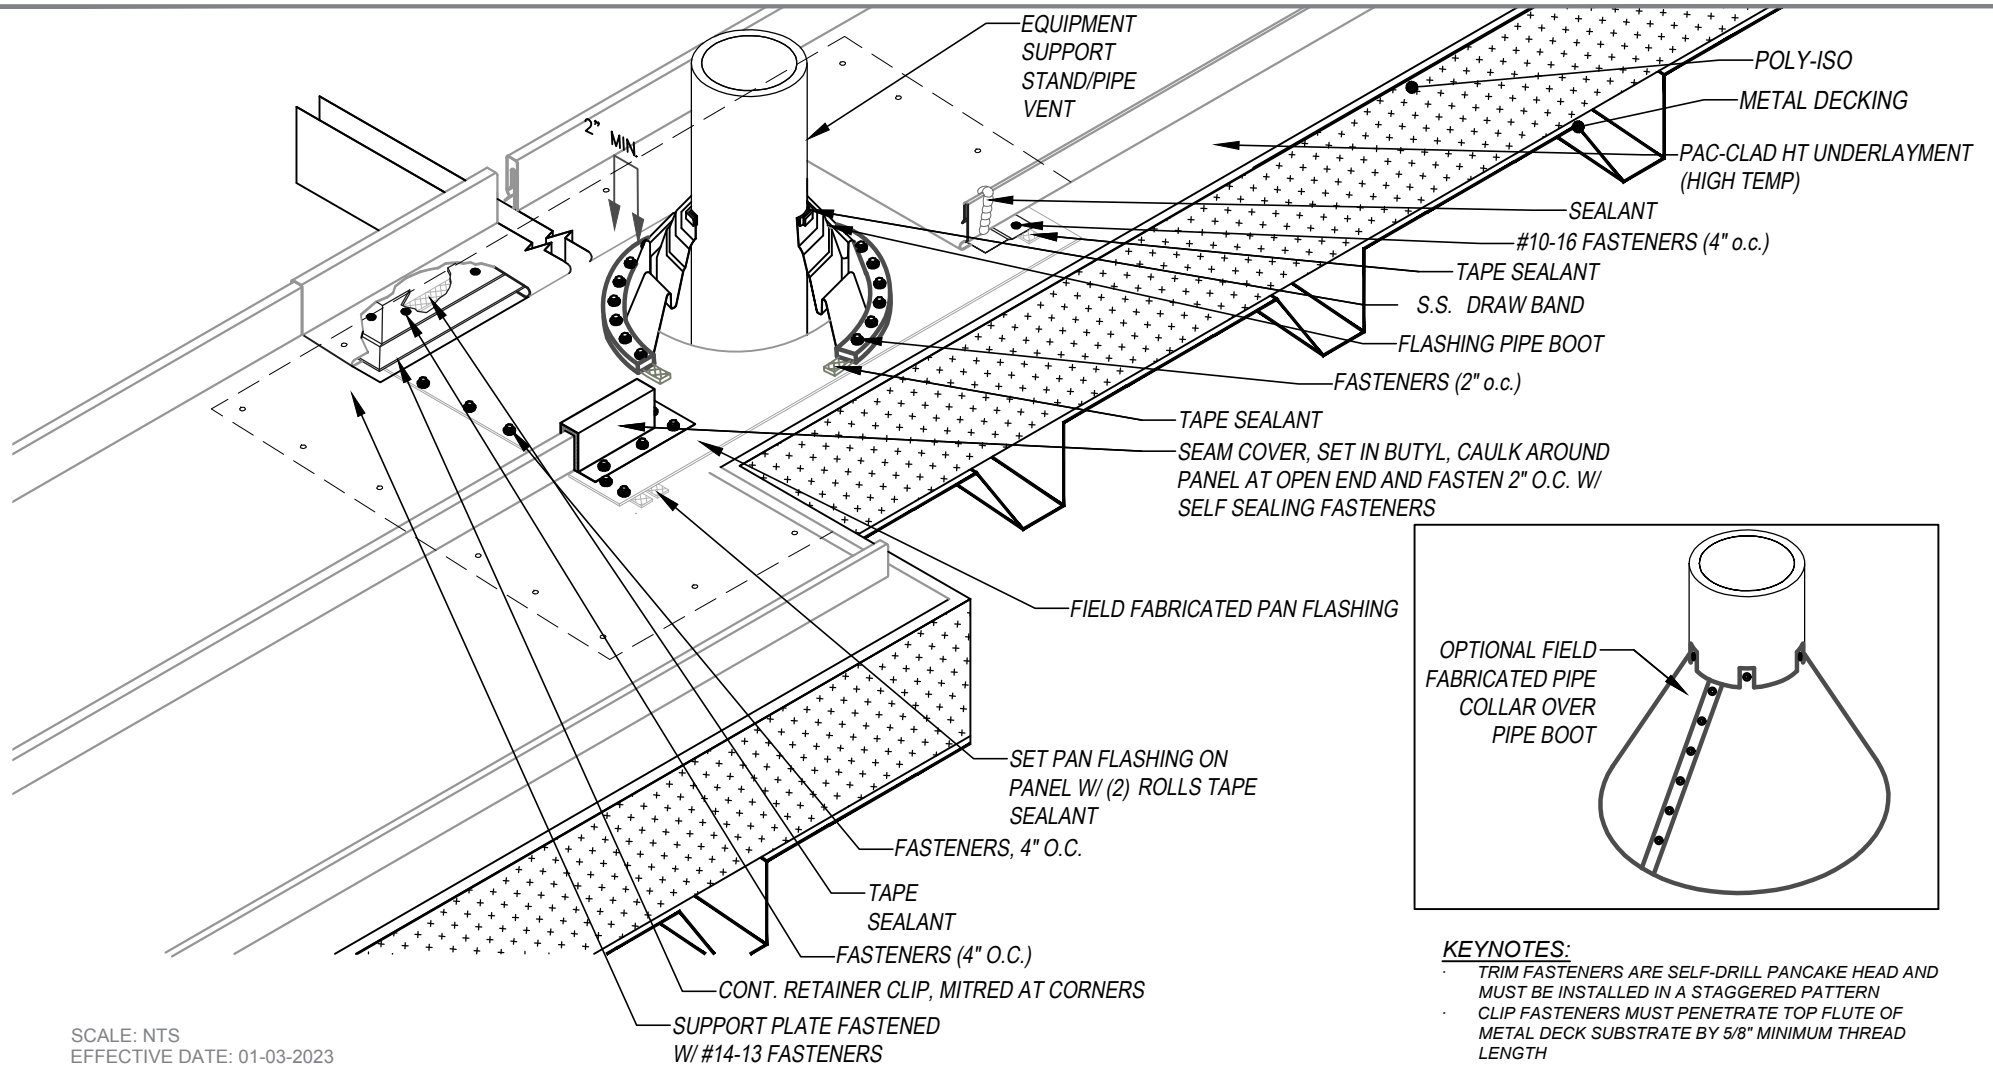 EQUIPMENT
SUPPORT
STAND/PIPE
VENT
2" MIN.
POLY-ISO
METAL DECKING
PAC-CLAD HT UNDERLAYMENT
(HIGH TEMP)
SEALANT
#10-16 FASTENERS (4" o.c.)
TAPE SEALANT
S.S. DRAW BAND
FLASHING PIPE BOOT
FASTENERS (2" o.c.)
TAPE SEALANT
SEAM COVER, SET IN BUTYL, CAULK AROUND
PANEL AT OPEN END AND FASTEN 2" O.C. W/
SELF SEALING FASTENERS
FIELD FABRICATED PAN FLASHING
OPTIONAL FIELD
FABRICATED PIPE
COLLAR OVER
PIPE BOOT
SET PAN FLASHING ON
PANEL W/ (2) ROLLS TAPE
SEALANT
FASTENERS, 4" O.C.
TAPE
SEALANT
FASTENERS (4" O.C.)
CONT. RETAINER CLIP, MITRED AT CORNERS
SUPPORT PLATE FASTENED
W/ #14-13 FASTENERS
KEYNOTES:
· TRIM FASTENERS ARE SELF-DRILL PANCAKE HEAD AND
MUST BE INSTALLED IN A STAGGERED PATTERN
· CLIP FASTENERS MUST PENETRATE TOP FLUTE OF
METAL DECK SUBSTRATE BY 5/8" MINIMUM THREAD
LENGTH
SCALE: NTS
EFFECTIVE DATE: 01-03-2023